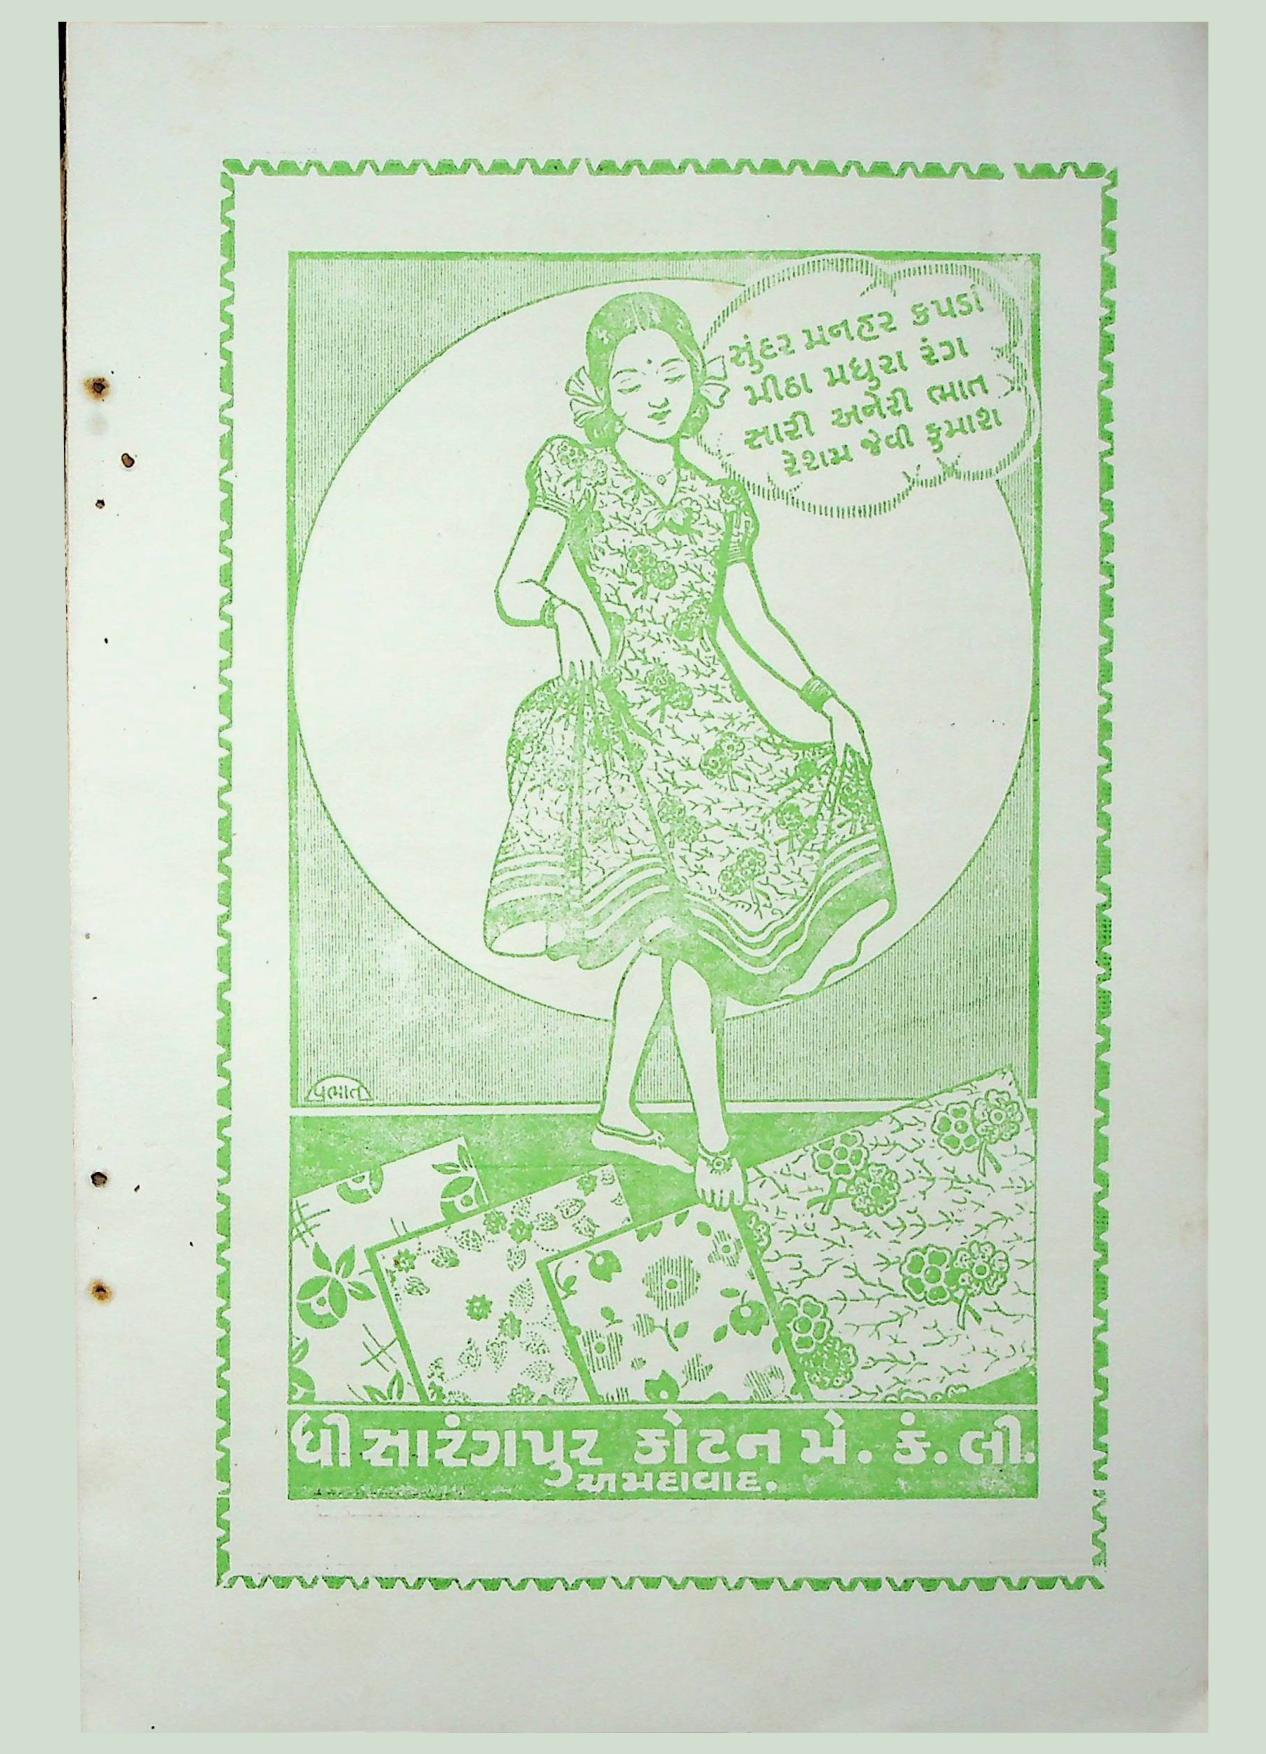 સુંદર મનહર કપડાં
મીઠા મધુરા રંગ
સારી અનેરી ભાત
રેશમ જેવી કુમાશ
પ્રભાત
ધી સારંગપુર કોટન મે. કં. લી.
અમદાવાદ.